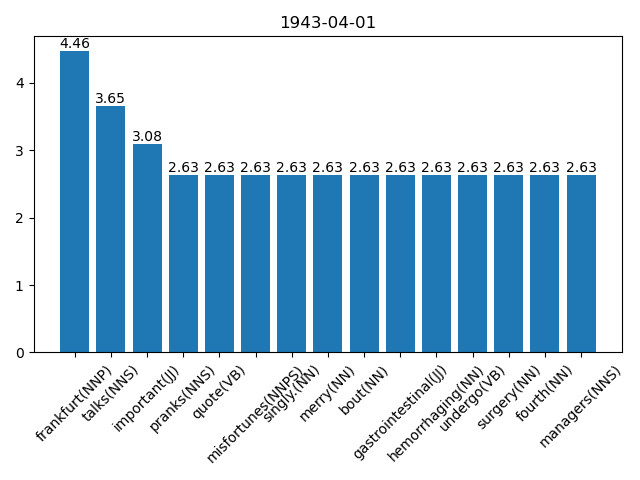 1943-04-01
4.46
3.65
3.08
2.63 2.63 2.63 2.63 2.63 2.63 2.63 2.63 2.63 2.63 2.63 2.63
4
3
2
1
0
frankfurt(NNP)
talks(NNS)
important(JJ)
pranks(NNS)
quote(VB)
misfortunes(NNPS)
singly.(NN)
merry(NN)
bout(NN)
gastrointestinal(JJ)
hemorrhaging(NN)
undergo(VB)
surgery(NN)
fourth(NN)
managers(NNS)